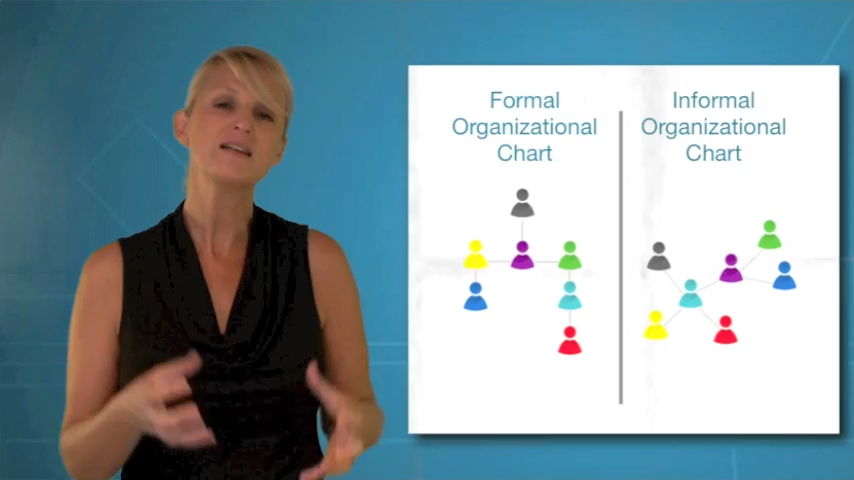 Formal
Organizational
Chart
Informal
Organizational
Chart